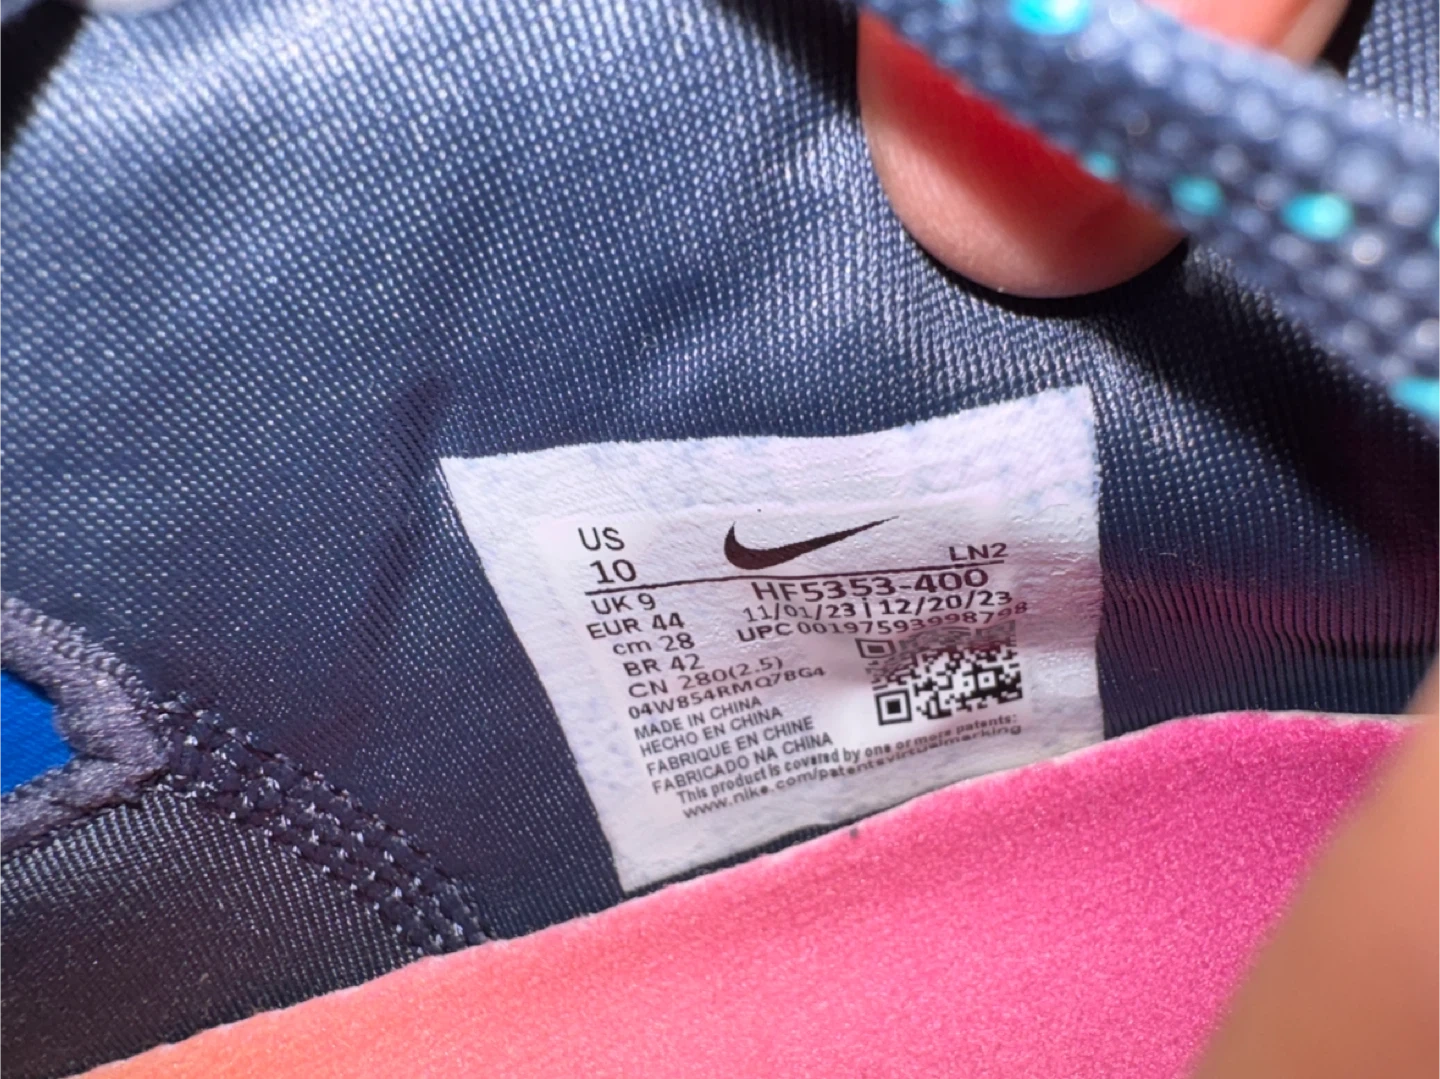 US
10
LN2
UK 9
HF5353-400
EUR 44
11/01/23 | 12/20/23
cm 28
UPC 00197593998798
BR 42
CN 280(2.5)
04W854RMQ78G4
MADE IN CHINA
HECHO EN CHINA
FABRIQUE EN CHINE
FABRICADO NA CHINA
This product is covered by one or more patents:
www.nike.com/patentsvirtualmarking